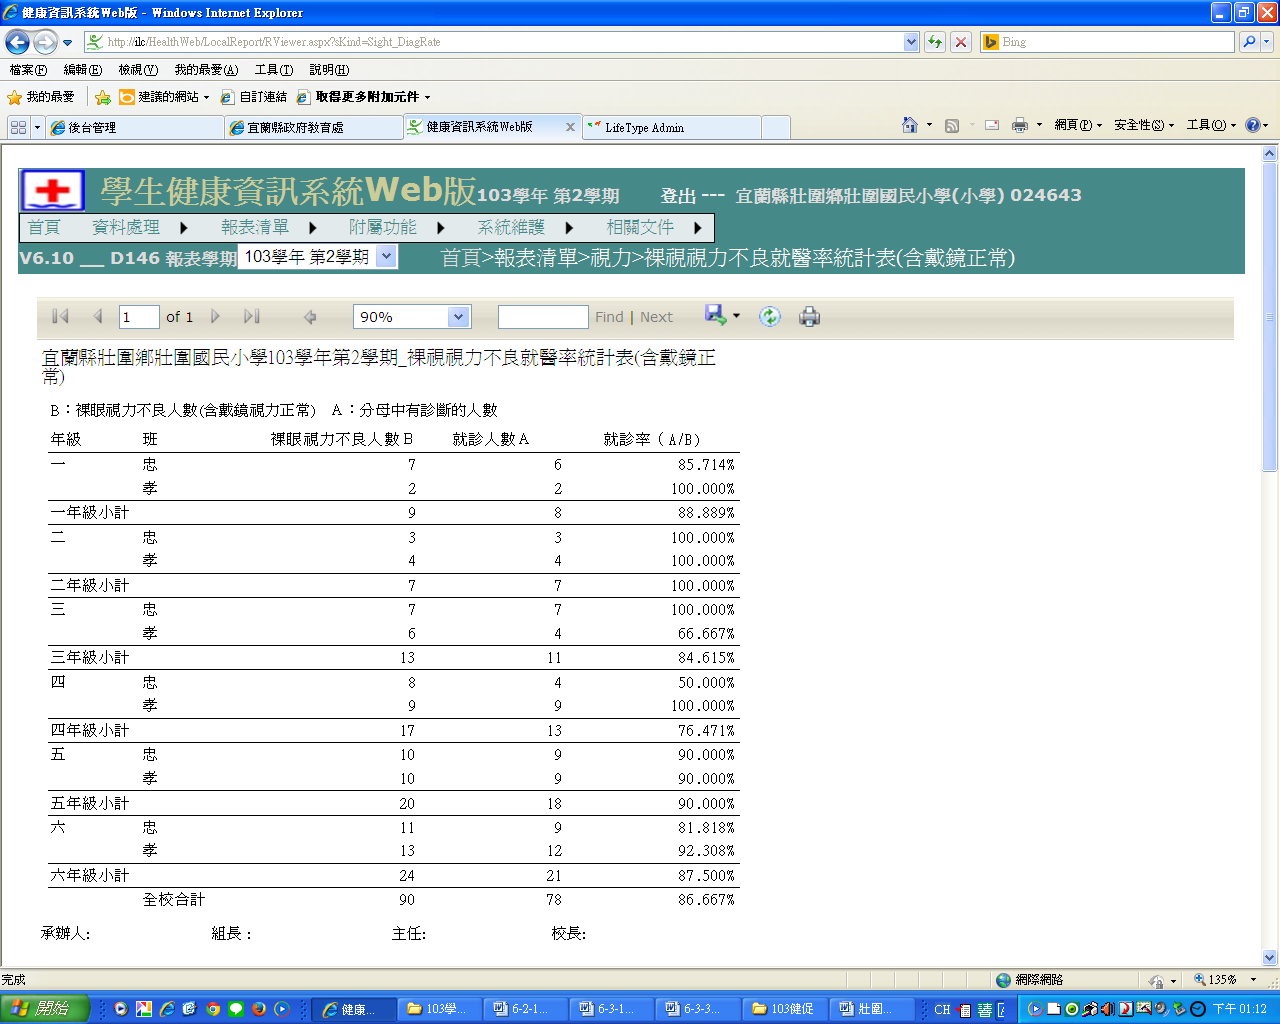 健康資訊系統Web版 - Windows Internet Explorer
http://ilc/HealthWeb/LocalReport/RViewer.aspx?sKind=Sight_DiagRate
Bing
檔案(F) 編輯(E) 檢視(V) 我的最愛(A) 工具(T) 說明(H)
我的最愛 建議的網站 自訂連結 取得更多附加元件
後台管理 宜蘭縣政府教育處 健康資訊系統Web版 LifeType Admin 網頁(P) 安全性(S) 工具(O)
學生健康資訊系統Web版103學年 第2學期 登出 --- 宜蘭縣壯圍鄉壯圍國民小學(小學) 024643
首頁 資料處理 報表清單 附屬功能 系統維護 相關文件
V6.10 __ D146 報表學期 103學年 第2學期 首頁>報表清單>視力>裸視視力不良就醫率統計表(含戴鏡正常)
1 of 1 90% Find | Next
宜蘭縣壯圍鄉壯圍國民小學103學年第2學期_裸視視力不良就醫率統計表(含戴鏡正
常)
B：裸眼視力不良人數(含戴鏡視力正常) A：分母中有診斷的人數
年級 班 裸眼視力不良人數B 就診人數A 就診率（A/B）
一 忠 7 6 85.714%
孝 2 2 100.000%
一年級小計 9 8 88.889%
二 忠 3 3 100.000%
孝 4 4 100.000%
二年級小計 7 7 100.000%
三 忠 7 7 100.000%
孝 6 4 66.667%
三年級小計 13 11 84.615%
四 忠 8 4 50.000%
孝 9 9 100.000%
四年級小計 17 13 76.471%
五 忠 10 9 90.000%
孝 10 9 90.000%
五年級小計 20 18 90.000%
六 忠 11 9 81.818%
孝 13 12 92.308%
六年級小計 24 21 87.500%
全校合計 90 78 86.667%
承辦人: 組長： 主任: 校長:
完成 網際網路 135%
開始 健康... 103學... 6-2-1... 6-3-1... 6-3-3... 103健促 壯圍... CH 下午 01:12